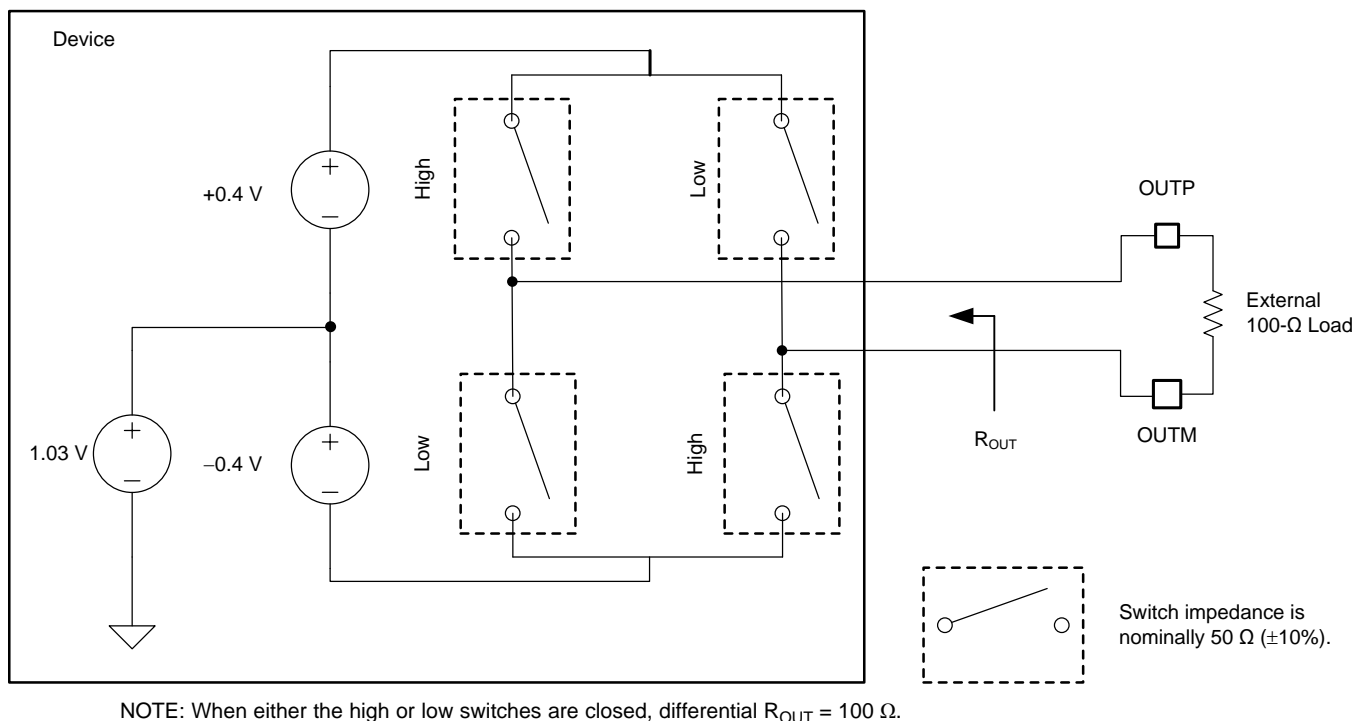 Device
+0.4 V
High
Low
OUTP
External
100-Ω Load
1.03 V
−0.4 V
Low
High
R_OUT
OUTM
Switch impedance is
nominally 50 Ω (±10%).
NOTE: When either the high or low switches are closed, differential R_OUT = 100 Ω.